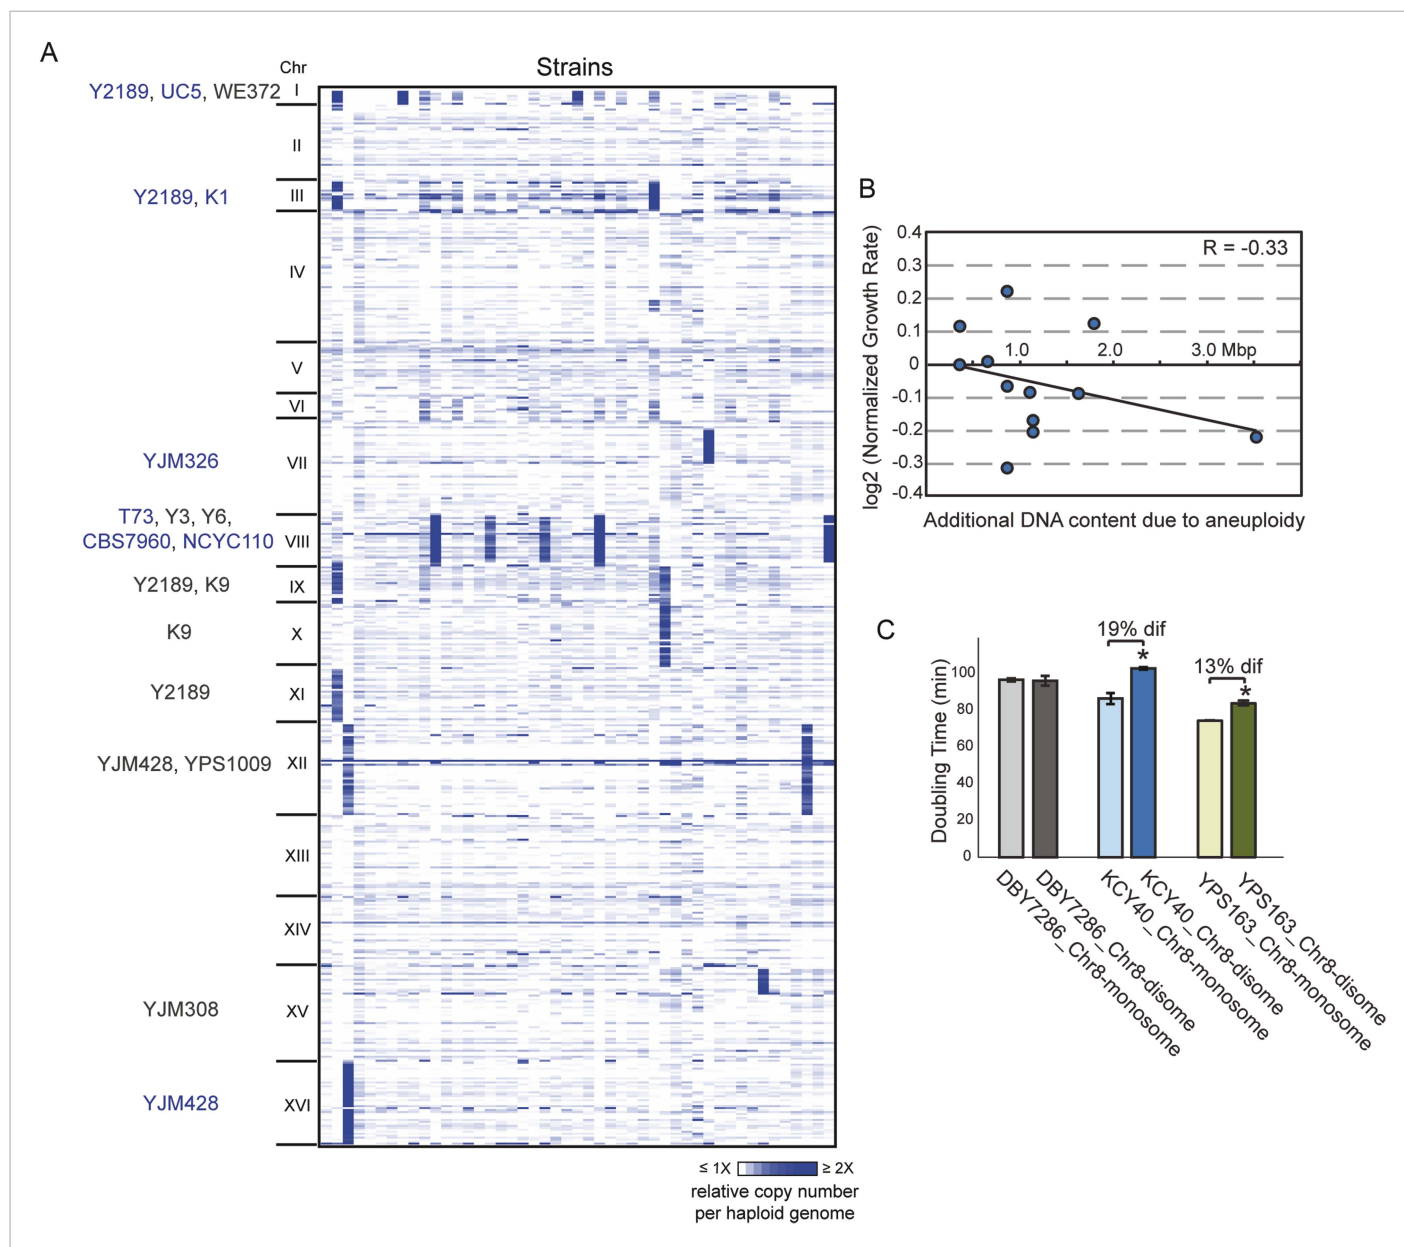 A
Chr
Strains
Y2189, UC5, WE372
I
II
Y2189, K1
III
IV
V
VI
YJM326
VII
T73, Y3, Y6,
CBS7960, NCYC110
VIII
Y2189, K9
IX
K9
X
Y2189
XI
YJM428, YPS1009
XII
XIII
XIV
YJM308
XV
YJM428
XVI
≤ 1X
≥ 2X
relative copy number
per haploid genome
B
log2 (Normalized Growth Rate)
0.4
0.3
0.2
0.1
0
-0.1
-0.2
-0.3
-0.4
R = -0.33
1.0
2.0
3.0 Mbp
Additional DNA content due to aneuploidy
C
Doubling Time (min)
100
80
60
40
20
0
19% dif
*
13% dif
*
DBY7286_Chr8-monosome
DBY7286_Chr8-disome
KCY40_Chr8-monosome
KCY40_Chr8-disome
YPS163_Chr8-monosome
YPS163_Chr8-disome